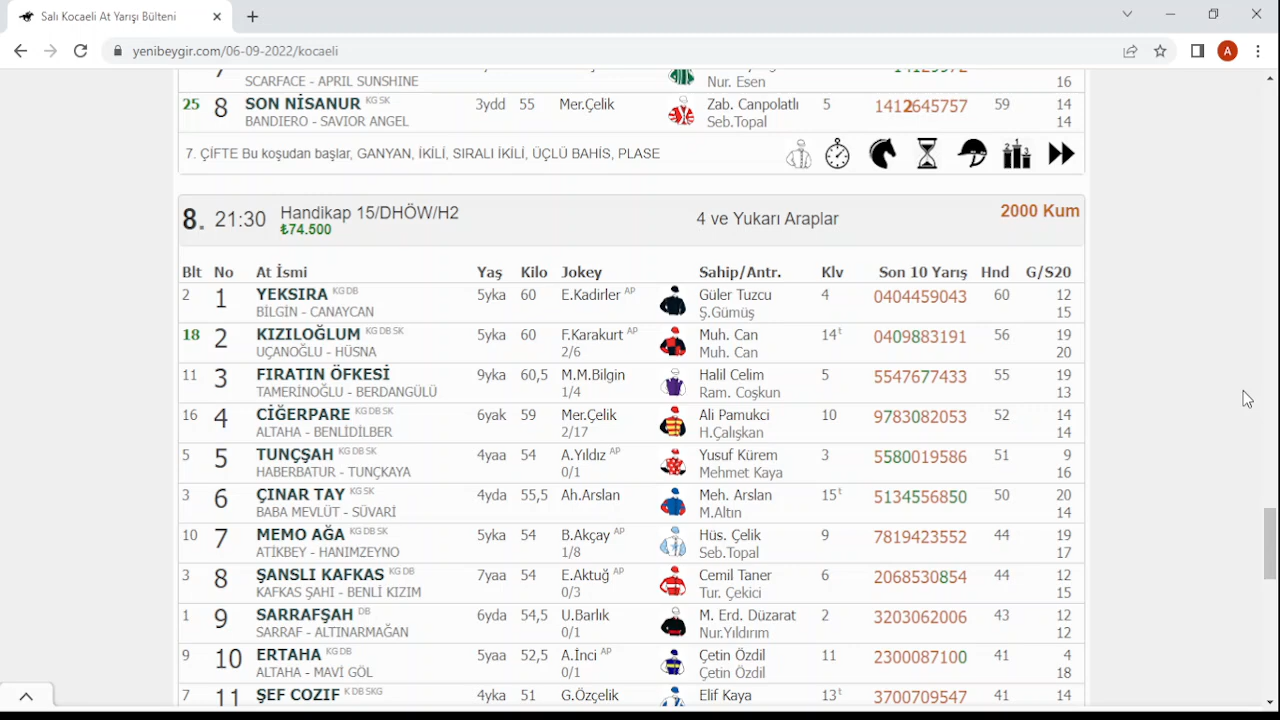 Salı Kocaeli At Yarışı Bülteni
yenibeygir.com/06-09-2022/kocaeli
A
SCARFACE - APRIL SUNSHINE Nur. Esen 16
25 8 SON NİSANUR KG SK 3ydd 55 Mer.Çelik Zab. Canpolatlı 5 1412645757 59 14
BANDIERO - SAVIOR ANGEL Seb.Topal 14
7. ÇİFTE Bu koşudan başlar, GANYAN, İKİLİ, SIRALI İKİLİ, ÜÇLÜ BAHİS, PLASE
8. 21:30 Handikap 15/DHÖW/H2 4 ve Yukarı Araplar 2000 Kum
₺74.500
Blt No At İsmi Yaş Kilo Jokey Sahip/Antr. Klv Son 10 Yarış Hnd G/S20
2 1 YEKSIRA KG DB 5yka 60 E.Kadirler AP Güler Tuzcu 4 0404459043 60 12
BİLGİN - CANAYCAN Ş.Gümüş 15
18 2 KIZILOĞLUM KG DB SK 5yka 60 F.Karakurt AP Muh. Can 14t 0409883191 56 19
UÇANOĞLU - HÜSNA 2/6 Muh. Can 20
11 3 FIRATIN ÖFKESİ 9yka 60,5 M.M.Bilgin Halil Celim 5 5547677433 55 19
TAMERİNOĞLU - BERDANGÜLÜ 1/4 Ram. Coşkun 13
16 4 CİĞERPARE KG DB SK 6yak 59 Mer.Çelik Ali Pamukci 10 9783082053 52 14
ALTAHA - BENLİDİLBER 2/17 H.Çalışkan 14
5 5 TUNÇŞAH KG DB SK 4yaa 54 A.Yıldız AP Yusuf Kürem 3 5580019586 51 9
HABERBATUR - TUNÇKAYA 0/1 Mehmet Kaya 16
3 6 ÇINAR TAY KG SK 4yda 55,5 Ah.Arslan Meh. Arslan 15t 5134556850 50 20
BABA MEVLÜT - SÜVARİ M.Altın 14
10 7 MEMO AĞA KG DB SK 5yka 54 B.Akçay AP Hüs. Çelik 9 7819423552 44 19
ATİKBEY - HANIMZEYNO 1/8 Seb.Topal 17
3 8 ŞANSLI KAFKAS KG DB 7yaa 54 E.Aktuğ AP Cemil Taner 6 2068530854 44 12
KAFKAS ŞAHI - BENLİ KIZIM 0/3 Tur. Çekici 15
1 9 SARRAFŞAH DB 6yda 54,5 U.Barlık M. Erd. Düzarat 2 3203062006 43 12
SARRAF - ALTINARMAĞAN 0/1 Nur.Yıldırım 12
9 10 ERTAHA KG DB 5yaa 52,5 A.İnci AP Çetin Özdil 11 2300087100 41 4
ALTAHA - MAVİ GÖL 0/1 Çetin Özdil 18
7 11 ŞEF COZIF K DB SKG 4yka 51 G.Özçelik Elif Kaya 13t 3700709547 41 14